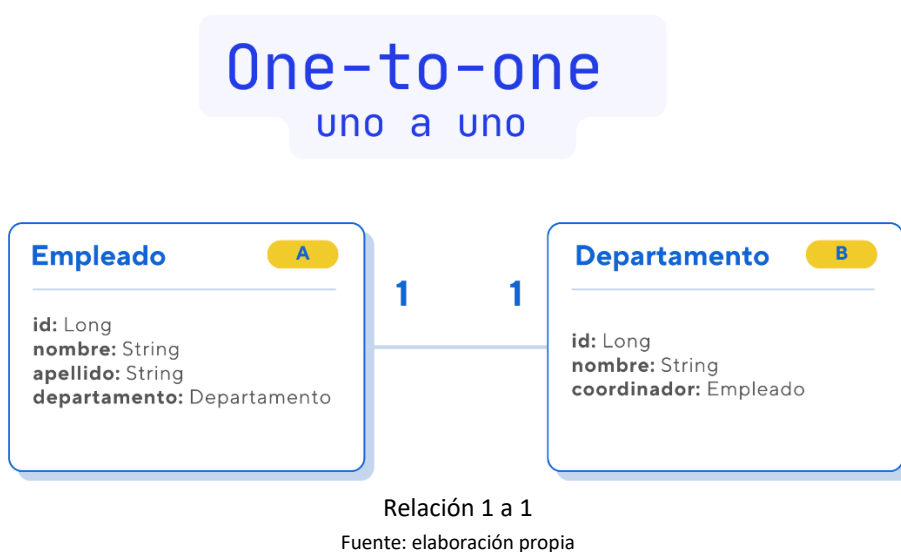 One-to-one
uno a uno
Empleado A
id: Long
nombre: String
apellido: String
departamento: Departamento
1 1
Departamento B
id: Long
nombre: String
coordinador: Empleado
Relación 1 a 1
Fuente: elaboración propia